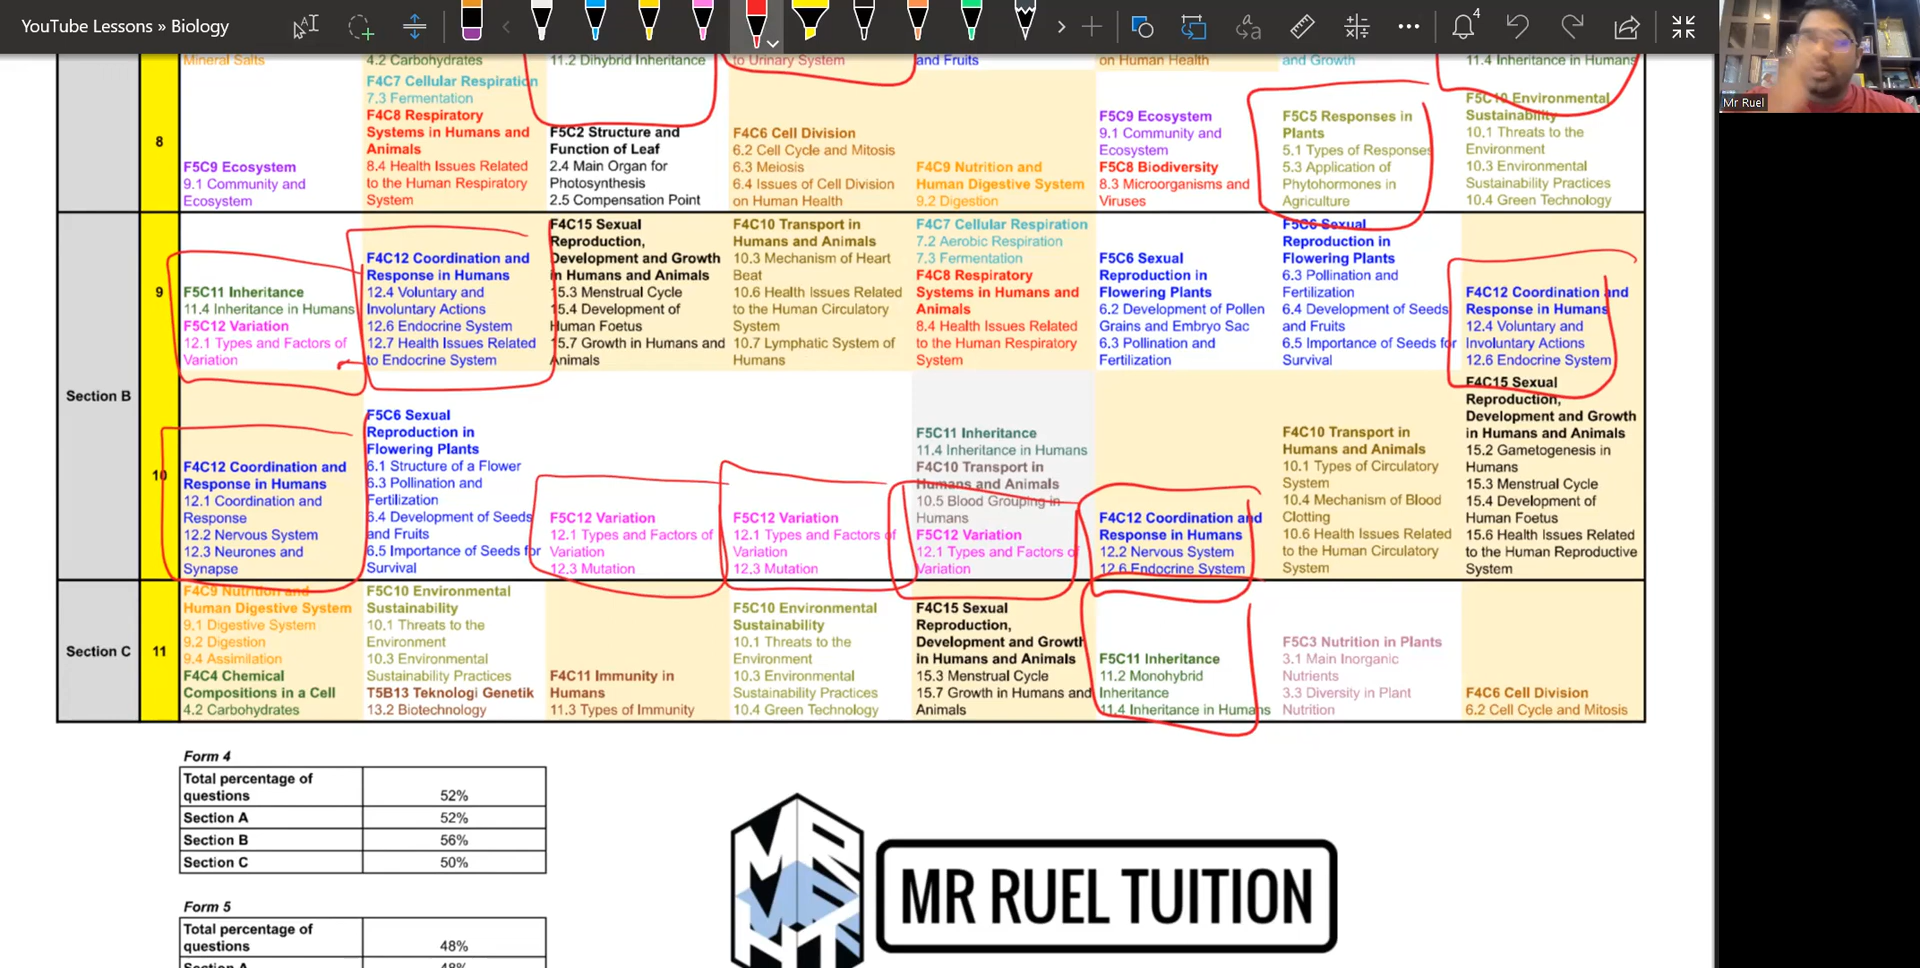 YouTube Lessons » Biology
4
Mr Ruel
Mineral Salts
4.2 Carbohydrates
F4C7 Cellular Respiration
7.3 Fermentation
F4C8 Respiratory
Systems in Humans and
Animals
8.4 Health Issues Related
to the Human Respiratory
System
11.2 Dihybrid Inheritance
to Urinary System
and Fruits
on Human Health
and Growth
11.4 Inheritance in Humans
8
F5C9 Ecosystem
9.1 Community and
Ecosystem
F5C2 Structure and
Function of Leaf
2.4 Main Organ for
Photosynthesis
2.5 Compensation Point
F4C6 Cell Division
6.2 Cell Cycle and Mitosis
6.3 Meiosis
6.4 Issues of Cell Division
on Human Health
F4C9 Nutrition and
Human Digestive System
9.2 Digestion
F5C9 Ecosystem
9.1 Community and
Ecosystem
F5C8 Biodiversity
8.3 Microorganisms and
Viruses
F5C5 Responses in
Plants
5.1 Types of Responses
5.3 Application of
Phytohormones in
Agriculture
F5C10 Environmental
Sustainability
10.1 Threats to the
Environment
10.3 Environmental
Sustainability Practices
10.4 Green Technology
Section B
9
F5C11 Inheritance
11.4 Inheritance in Humans
F5C12 Variation
12.1 Types and Factors of
Variation
F4C12 Coordination and
Response in Humans
12.4 Voluntary and
Involuntary Actions
12.6 Endocrine System
12.7 Health Issues Related
to Endocrine System
F4C15 Sexual
Reproduction,
Development and Growth
in Humans and Animals
15.3 Menstrual Cycle
15.4 Development of
Human Foetus
15.7 Growth in Humans and
Animals
F4C10 Transport in
Humans and Animals
10.3 Mechanism of Heart
Beat
10.6 Health Issues Related
to the Human Circulatory
System
10.7 Lymphatic System of
Humans
F4C7 Cellular Respiration
7.2 Aerobic Respiration
7.3 Fermentation
F4C8 Respiratory
Systems in Humans and
Animals
8.4 Health Issues Related
to the Human Respiratory
System
F5C6 Sexual
Reproduction in
Flowering Plants
6.2 Development of Pollen
Grains and Embryo Sac
6.3 Pollination and
Fertilization
F5C6 Sexual
Reproduction in
Flowering Plants
6.3 Pollination and
Fertilization
6.4 Development of Seeds
and Fruits
6.5 Importance of Seeds for
Survival
F4C12 Coordination and
Response in Humans
12.4 Voluntary and
Involuntary Actions
12.6 Endocrine System
10
F4C12 Coordination and
Response in Humans
12.1 Coordination and
Response
12.2 Nervous System
12.3 Neurones and
Synapse
F5C6 Sexual
Reproduction in
Flowering Plants
6.1 Structure of a Flower
6.3 Pollination and
Fertilization
6.4 Development of Seeds
and Fruits
6.5 Importance of Seeds for
Survival
F5C12 Variation
12.1 Types and Factors of
Variation
12.3 Mutation
F5C12 Variation
12.1 Types and Factors of
Variation
12.3 Mutation
F5C11 Inheritance
11.4 Inheritance in Humans
F4C10 Transport in
Humans and Animals
10.5 Blood Grouping in
Humans
F5C12 Variation
12.1 Types and Factors of
Variation
F4C12 Coordination and
Response in Humans
12.2 Nervous System
12.6 Endocrine System
F4C10 Transport in
Humans and Animals
10.1 Types of Circulatory
System
10.4 Mechanism of Blood
Clotting
10.6 Health Issues Related
to the Human Circulatory
System
F4C15 Sexual
Reproduction,
Development and Growth
in Humans and Animals
15.2 Gametogenesis in
Humans
15.3 Menstrual Cycle
15.4 Development of
Human Foetus
15.6 Health Issues Related
to the Human Reproductive
System
Section C
11
F4C9 Nutrition and
Human Digestive System
9.1 Digestive System
9.2 Digestion
9.4 Assimilation
F4C4 Chemical
Compositions in a Cell
4.2 Carbohydrates
F5C10 Environmental
Sustainability
10.1 Threats to the
Environment
10.3 Environmental
Sustainability Practices
T5B13 Teknologi Genetik
13.2 Biotechnology
F4C11 Immunity in
Humans
11.3 Types of Immunity
F5C10 Environmental
Sustainability
10.1 Threats to the
Environment
10.3 Environmental
Sustainability Practices
10.4 Green Technology
F4C15 Sexual
Reproduction,
Development and Growth
in Humans and Animals
15.3 Menstrual Cycle
15.7 Growth in Humans and
Animals
F5C11 Inheritance
11.2 Monohybrid
Inheritance
11.4 Inheritance in Humans
F5C3 Nutrition in Plants
3.1 Main Inorganic
Nutrients
3.3 Diversity in Plant
Nutrition
F4C6 Cell Division
6.2 Cell Cycle and Mitosis
Form 4
Total percentage of
questions 52%
Section A 52%
Section B 56%
Section C 50%
Form 5
Total percentage of
questions 48%
Section A 48%
MR RUEL TUITION